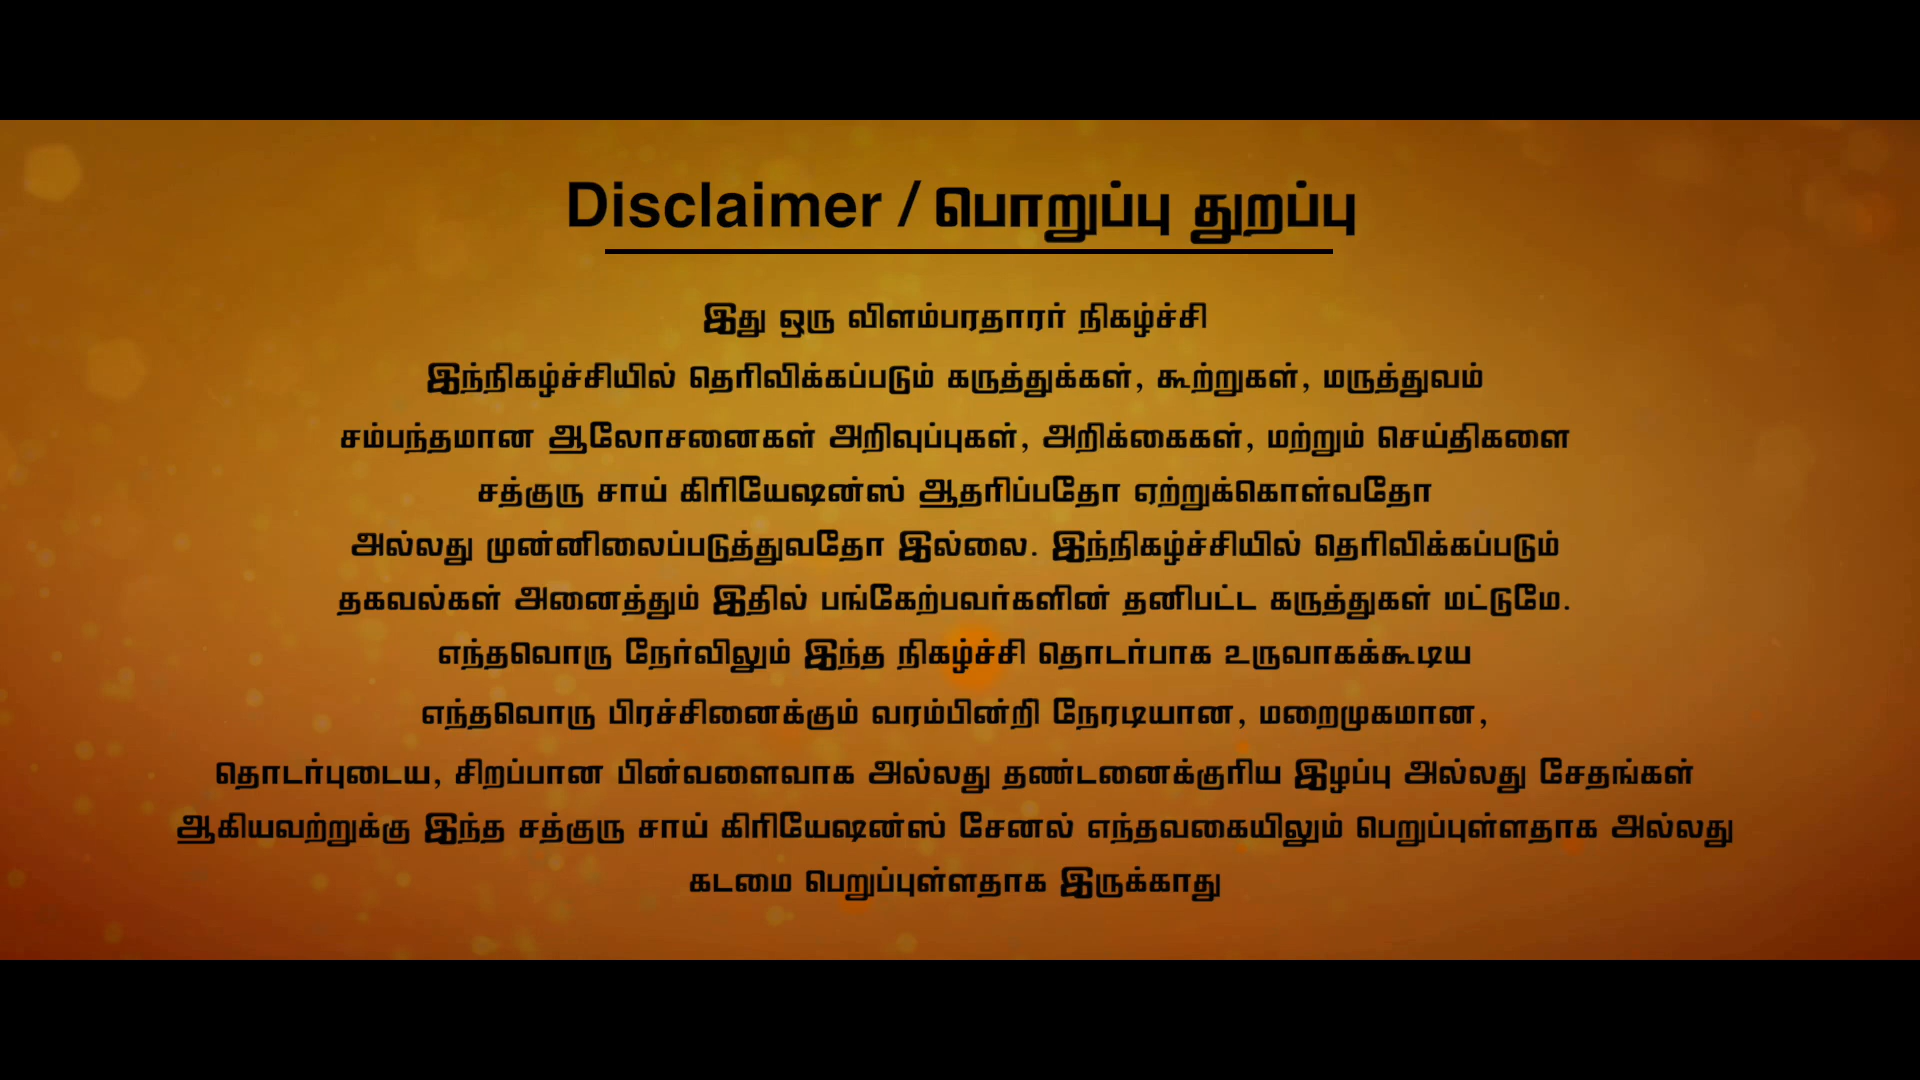 Disclaimer / பொறுப்பு துறப்பு
இது ஒரு விளம்பரதாரர் நிகழ்ச்சி
இந்நிகழ்ச்சியில் தெரிவிக்கப்படும் கருத்துக்கள், கூற்றுகள், மருத்துவம்
சம்பந்தமான ஆலோசனைகள் அறிவுப்புகள், அறிக்கைகள், மற்றும் செய்திகளை
சத்குரு சாய் கிரியேஷன்ஸ் ஆதரிப்பதோ ஏற்றுக்கொள்வதோ
அல்லது முன்னிலைப்படுத்துவதோ இல்லை. இந்நிகழ்ச்சியில் தெரிவிக்கப்படும்
தகவல்கள் அனைத்தும் இதில் பங்கேற்பவர்களின் தனிபட்ட கருத்துகள் மட்டுமே.
எந்தவொரு நேர்விலும் இந்த நிகழ்ச்சி தொடர்பாக உருவாகக்கூடிய
எந்தவொரு பிரச்சினைக்கும் வரம்பின்றி நேரடியான, மறைமுகமான,
தொடர்புடைய, சிறப்பான பின்வளைவாக அல்லது தண்டனைக்குரிய இழப்பு அல்லது சேதங்கள்
ஆகியவற்றுக்கு இந்த சத்குரு சாய் கிரியேஷன்ஸ் சேனல் எந்தவகையிலும் பெறுப்புள்ளதாக அல்லது
கடமை பெறுப்புள்ளதாக இருக்காது